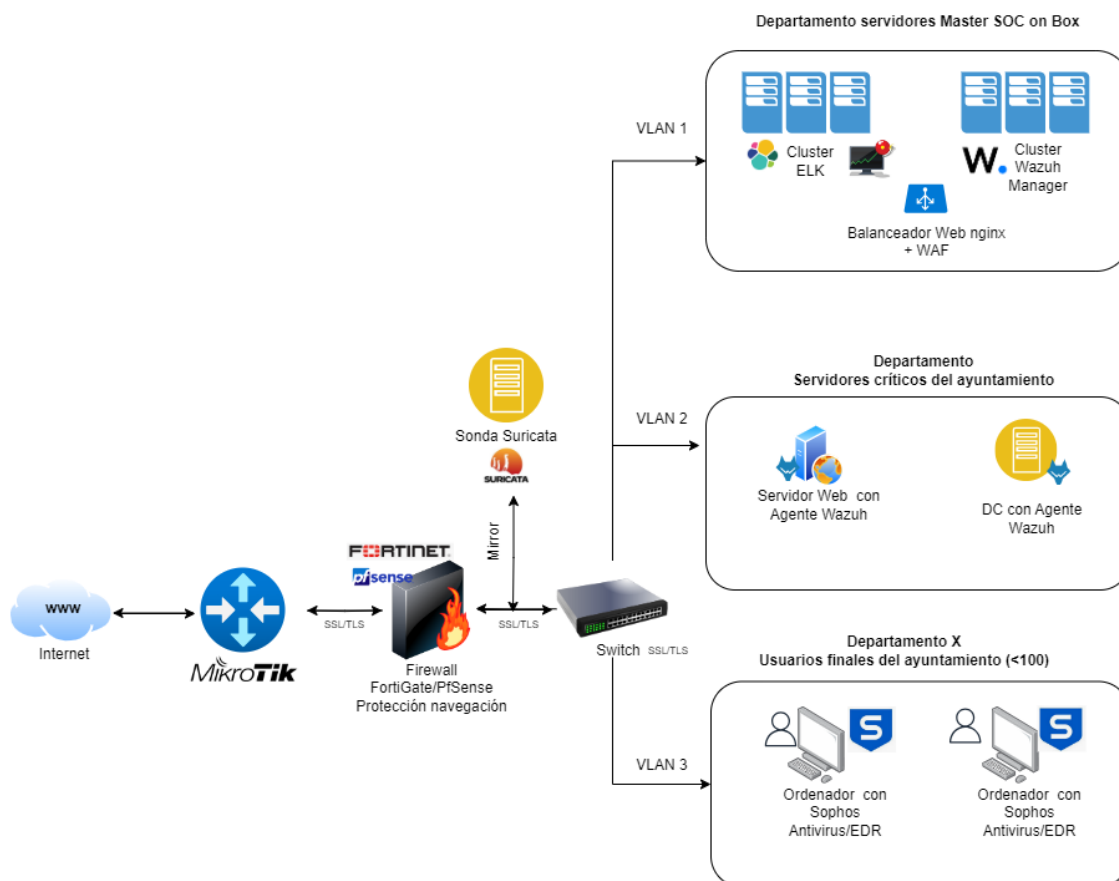 Departamento servidores Master SOC on Box
VLAN 1
Cluster
ELK
W.
Cluster
Wazuh
Manager
Balanceador Web nginx
+ WAF
Departamento
Servidores críticos del ayuntamiento
VLAN 2
Servidor Web con
Agente Wazuh
DC con Agente
Wazuh
Sonda Suricata
SURICATA
Mirror
FORTINET
pfsense
www
Internet
MikroTik
SSL/TLS
SSL/TLS
Firewall
FortiGate/PfSense
Protección navegación
Switch SSL/TLS
Departamento X
Usuarios finales del ayuntamiento (<100)
VLAN 3
S
S
Ordenador con
Sophos
Antivirus/EDR
Ordenador con
Sophos
Antivirus/EDR